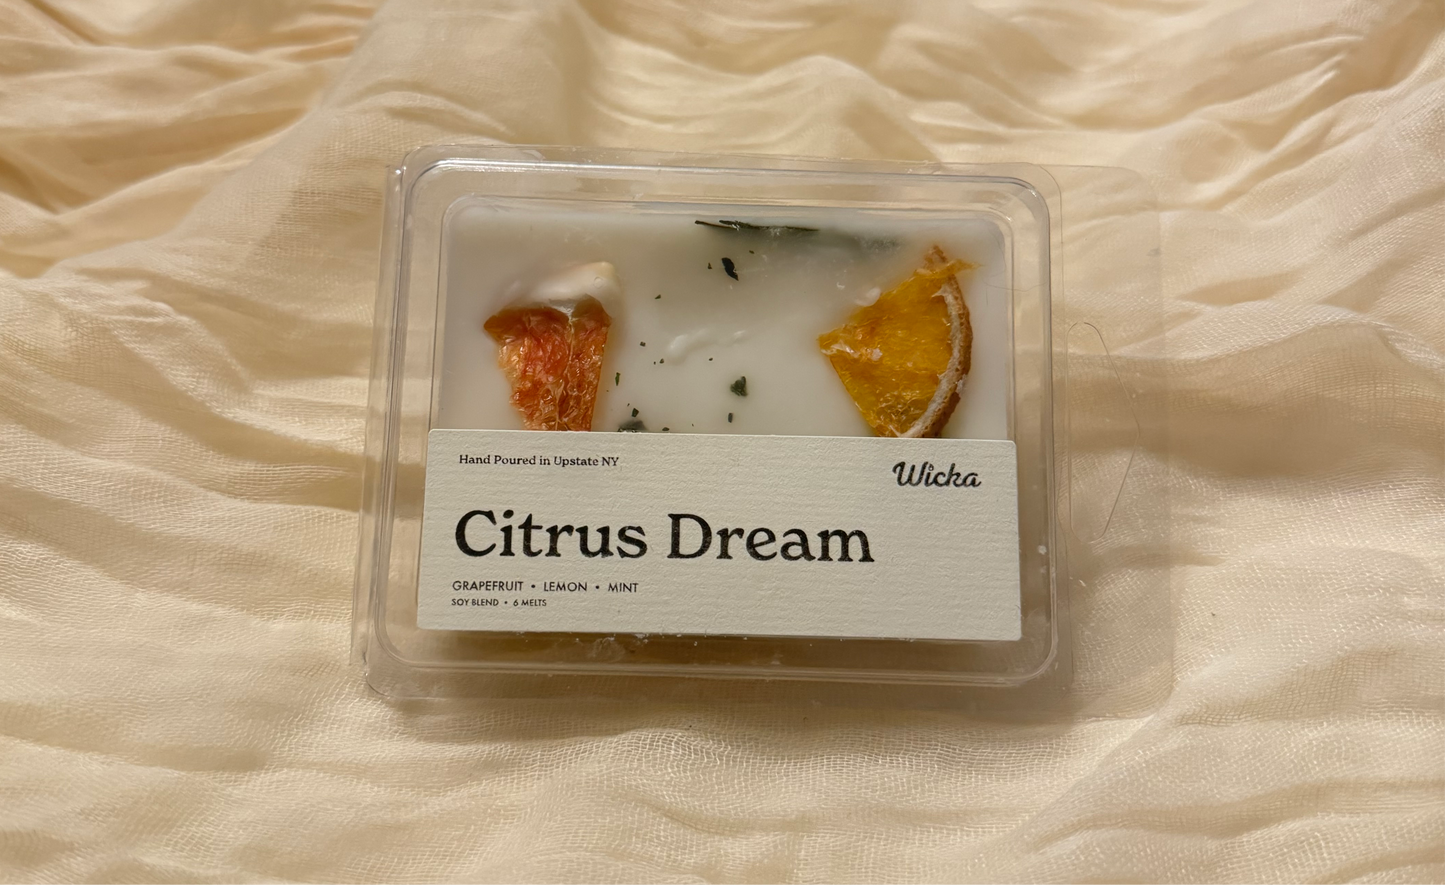 Hand Poured in Upstate NY
Wicka
Citrus Dream
GRAPEFRUIT • LEMON • MINT
SOY BLEND • 6 MELTS